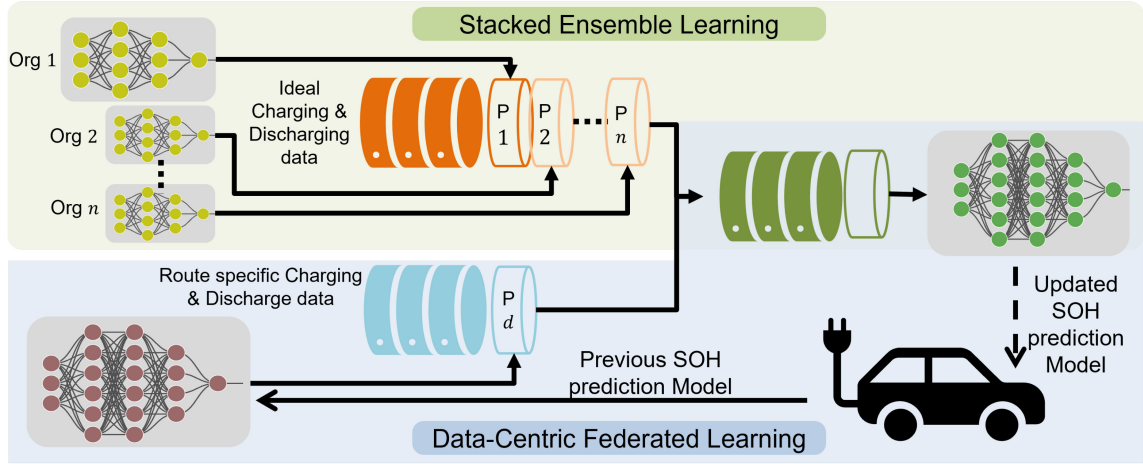 Stacked Ensemble Learning
Org 1
Org 2
Org n
Ideal
Charging &
Discharging
data
P
1
P
2
P
n
Route specific Charging
& Discharge data
P
d
Previous SOH
prediction Model
Updated
SOH
prediction
Model
Data-Centric Federated Learning